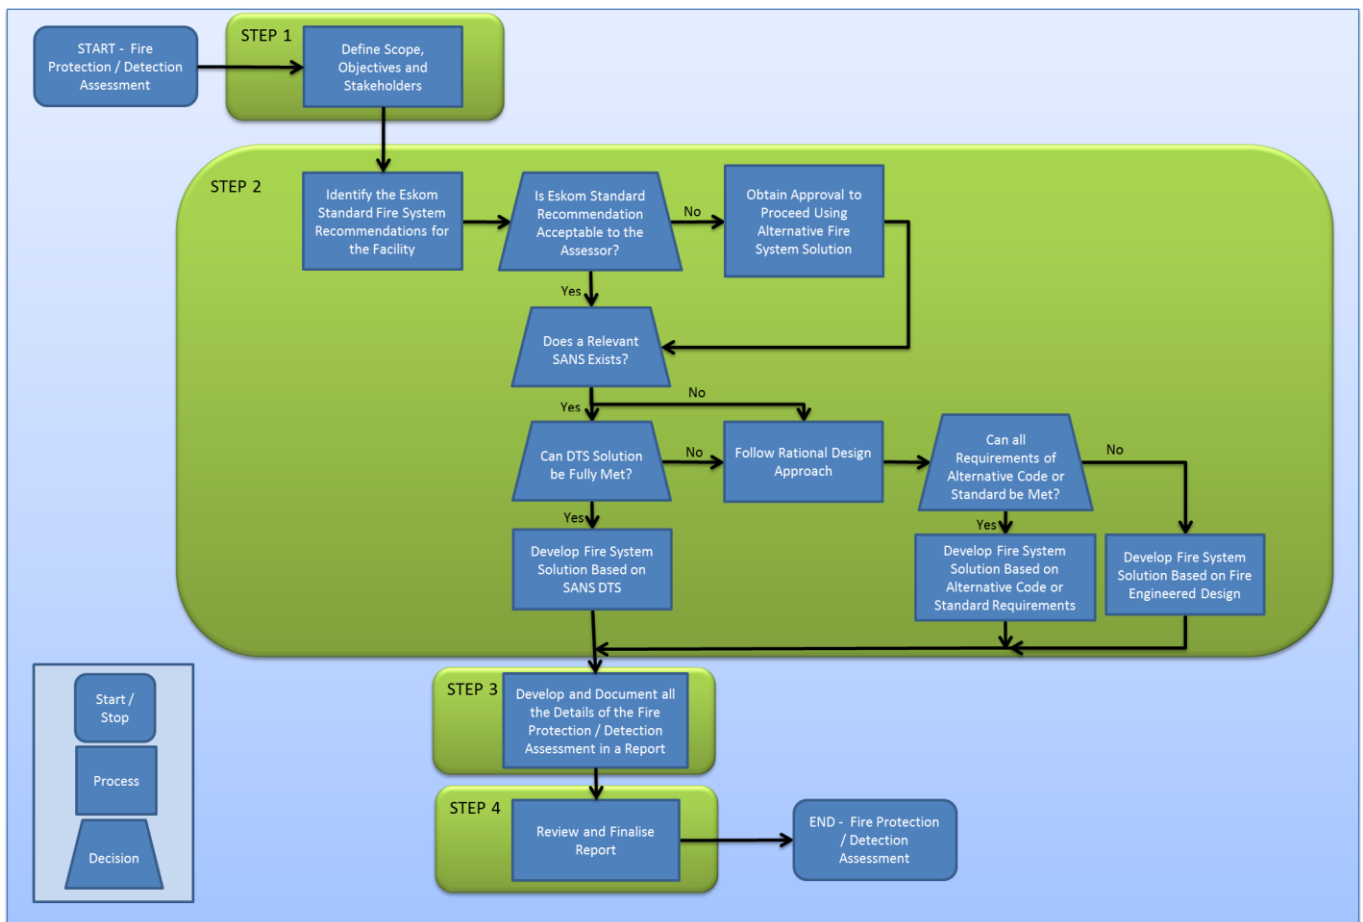 START - Fire
Protection / Detection
Assessment
STEP 1
Define Scope,
Objectives and
Stakeholders
STEP 2
Identify the Eskom
Standard Fire System
Recommendations for
the Facility
Is Eskom Standard
Recommendation
Acceptable to the
Assessor?
No
Obtain Approval to
Proceed Using
Alternative Fire
System Solution
Yes
Does a Relevant
SANS Exists?
No
Yes
Can DTS Solution
be Fully Met?
No
Follow Rational Design
Approach
Can all
Requirements of
Alternative Code or
Standard be Met?
No
Yes
Develop Fire System
Solution Based on
SANS DTS
Yes
Develop Fire System
Solution Based on
Alternative Code or
Standard Requirements
Develop Fire System
Solution Based on Fire
Engineered Design
STEP 3
Develop and Document all
the Details of the Fire
Protection / Detection
Assessment in a Report
STEP 4
Review and Finalise
Report
END - Fire Protection
/ Detection
Assessment
Start /
Stop
Process
Decision